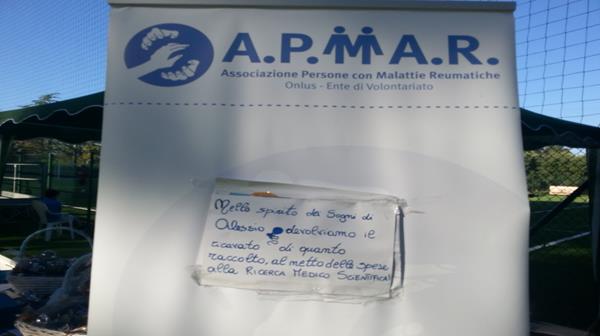 A.P.M.A.R.
Associazione Persone con Malattie Reumatiche
Onlus - Ente di Volontariato
Nello spirito da Sogni di
Alessio devolviamo il
ricavato di quanto
raccolto, al netto delle spese
alla RICERCA MEDICO SCIENTIFICA!